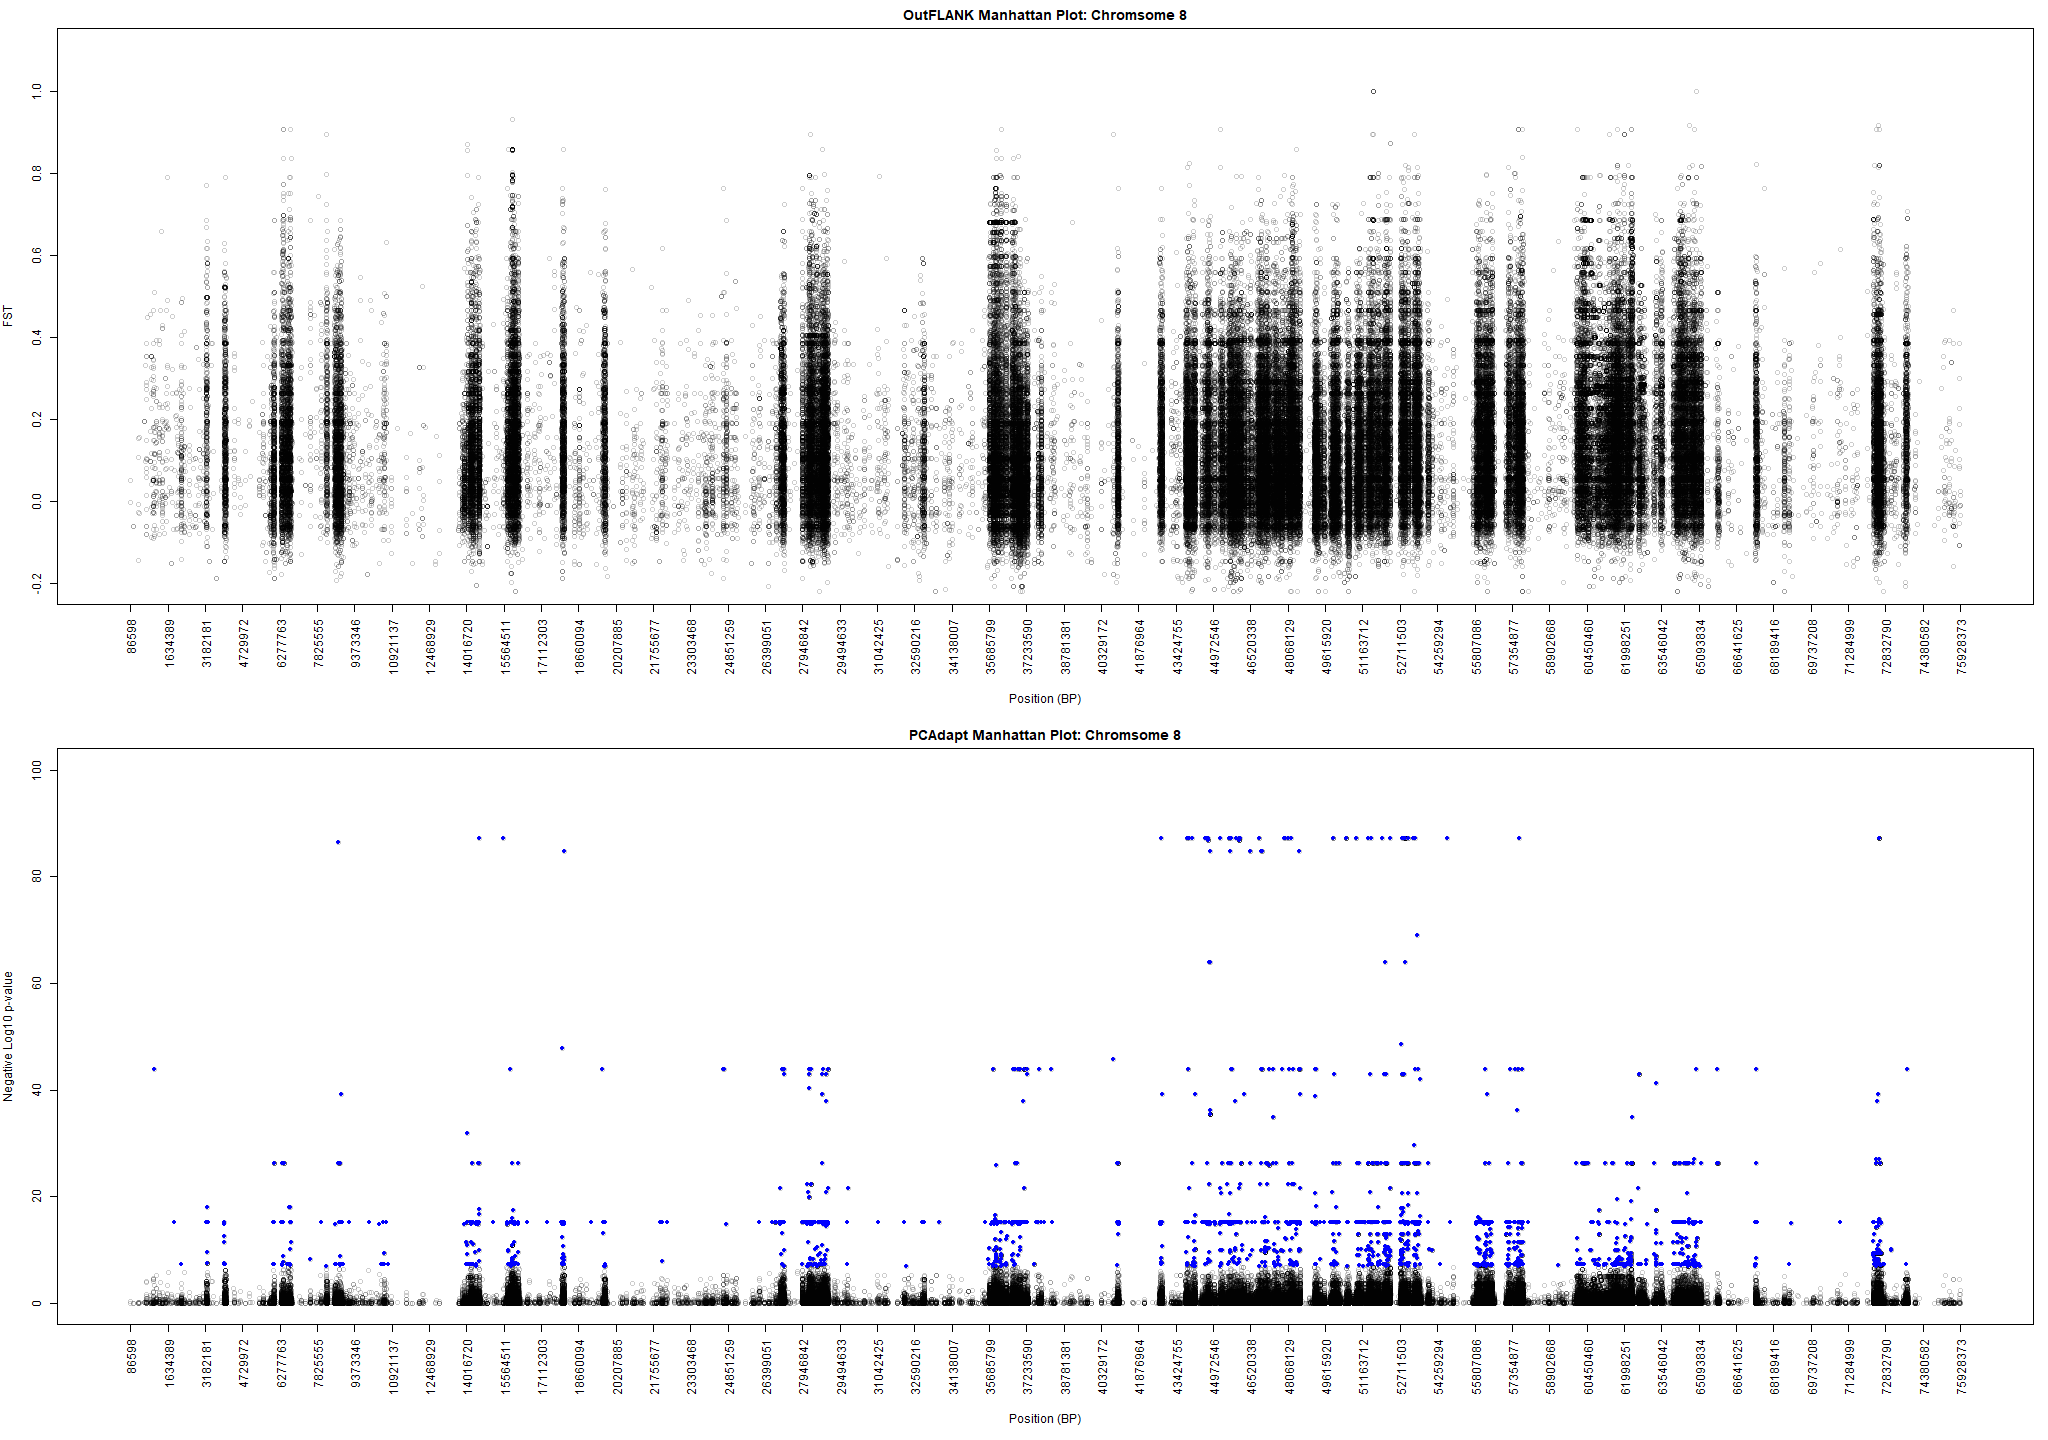 OutFLANK Manhattan Plot: Chromsome 8
FST
1.0
0.8
0.6
0.4
0.2
0.0
-0.2
86598 1634389 3182181 4729972 6277763 7825555 9373346 10921137 12468929 14016720 15564511 17112303 18660094 20207885 21755677 23303468 24851259 26399051 27946842 29494633 31042425 32590216 34138007 35685799 37233590 38781381 40329172 41876964 43424755 44972546 46520338 48068129 49615920 51163712 52711503 54259294 55807086 57354877 58902668 60450460 61998251 63546042 65093834 66641625 68189416 69737208 71284999 72832790 74380582 75928373
Position (BP)
PCAdapt Manhattan Plot: Chromsome 8
Negative Log10 p-value
100
80
60
40
20
0
86598 1634389 3182181 4729972 6277763 7825555 9373346 10921137 12468929 14016720 15564511 17112303 18660094 20207885 21755677 23303468 24851259 26399051 27946842 29494633 31042425 32590216 34138007 35685799 37233590 38781381 40329172 41876964 43424755 44972546 46520338 48068129 49615920 51163712 52711503 54259294 55807086 57354877 58902668 60450460 61998251 63546042 65093834 66641625 68189416 69737208 71284999 72832790 74380582 75928373
Position (BP)